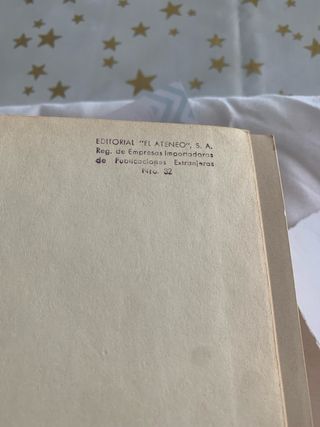 EDITORIAL "EL ATENEO", S. A.
Reg. de Empresas Importadoras
de Publicaciones Extranjeras
Nro. 32